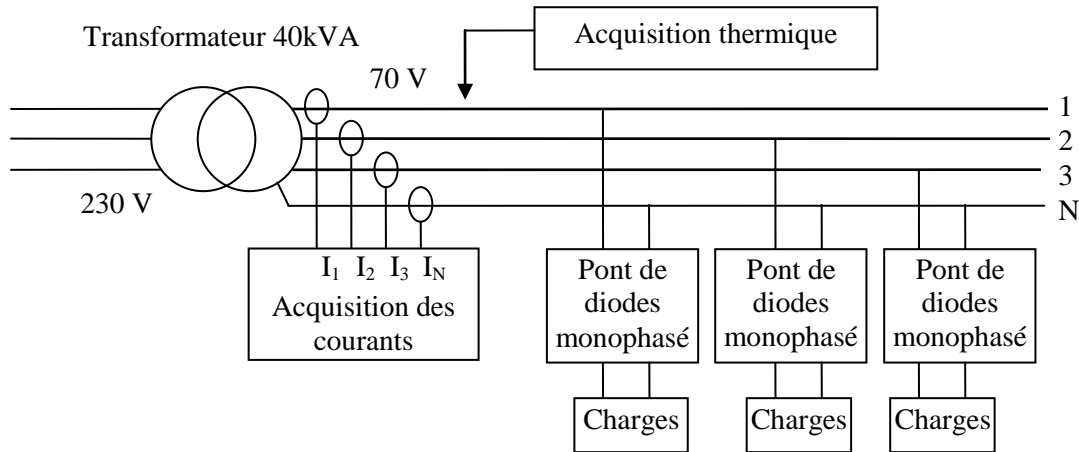 Transformateur 40kVA
Acquisition thermique
70 V
1
2
3
N
230 V
I₁ I₂ I₃ I_N
Acquisition des
courants
Pont de
diodes
monophasé
Pont de
diodes
monophasé
Pont de
diodes
monophasé
Charges
Charges
Charges